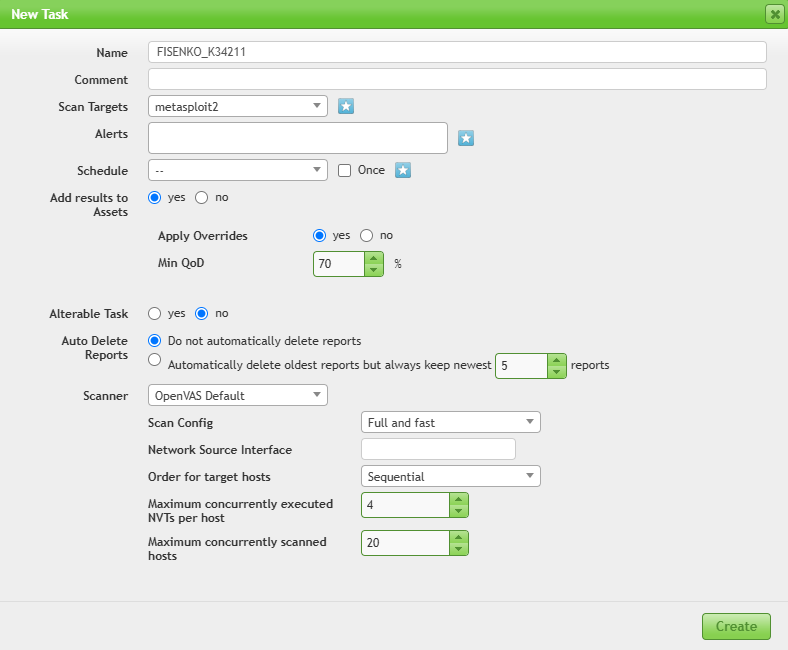 New Task
Name FISENKO_K34211
Comment
Scan Targets metasploit2
Alerts
Schedule -- Once
Add results to yes no
Assets
Apply Overrides yes no
Min QoD 70 %
Alterable Task yes no
Auto Delete Do not automatically delete reports
Reports Automatically delete oldest reports but always keep newest 5 reports
Scanner OpenVAS Default
Scan Config Full and fast
Network Source Interface
Order for target hosts Sequential
Maximum concurrently executed 4
NVTs per host
Maximum concurrently scanned 20
hosts
Create